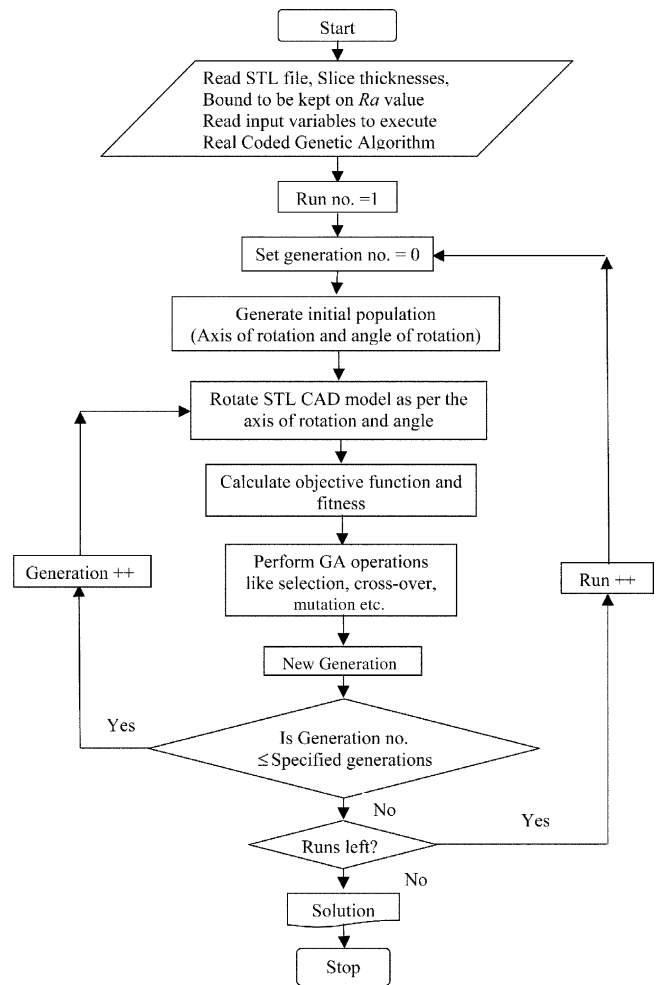 Start
Read STL file, Slice thicknesses,
Bound to be kept on Ra value
Read input variables to execute
Real Coded Genetic Algorithm
Run no. =1
Set generation no. = 0
Generate initial population
(Axis of rotation and angle of rotation)
Rotate STL CAD model as per the
axis of rotation and angle
Calculate objective function and
fitness
Perform GA operations
like selection, cross-over,
mutation etc.
Generation ++
Run ++
New Generation
Yes
Is Generation no.
≤ Specified generations
No
Yes
Runs left?
No
Solution
Stop